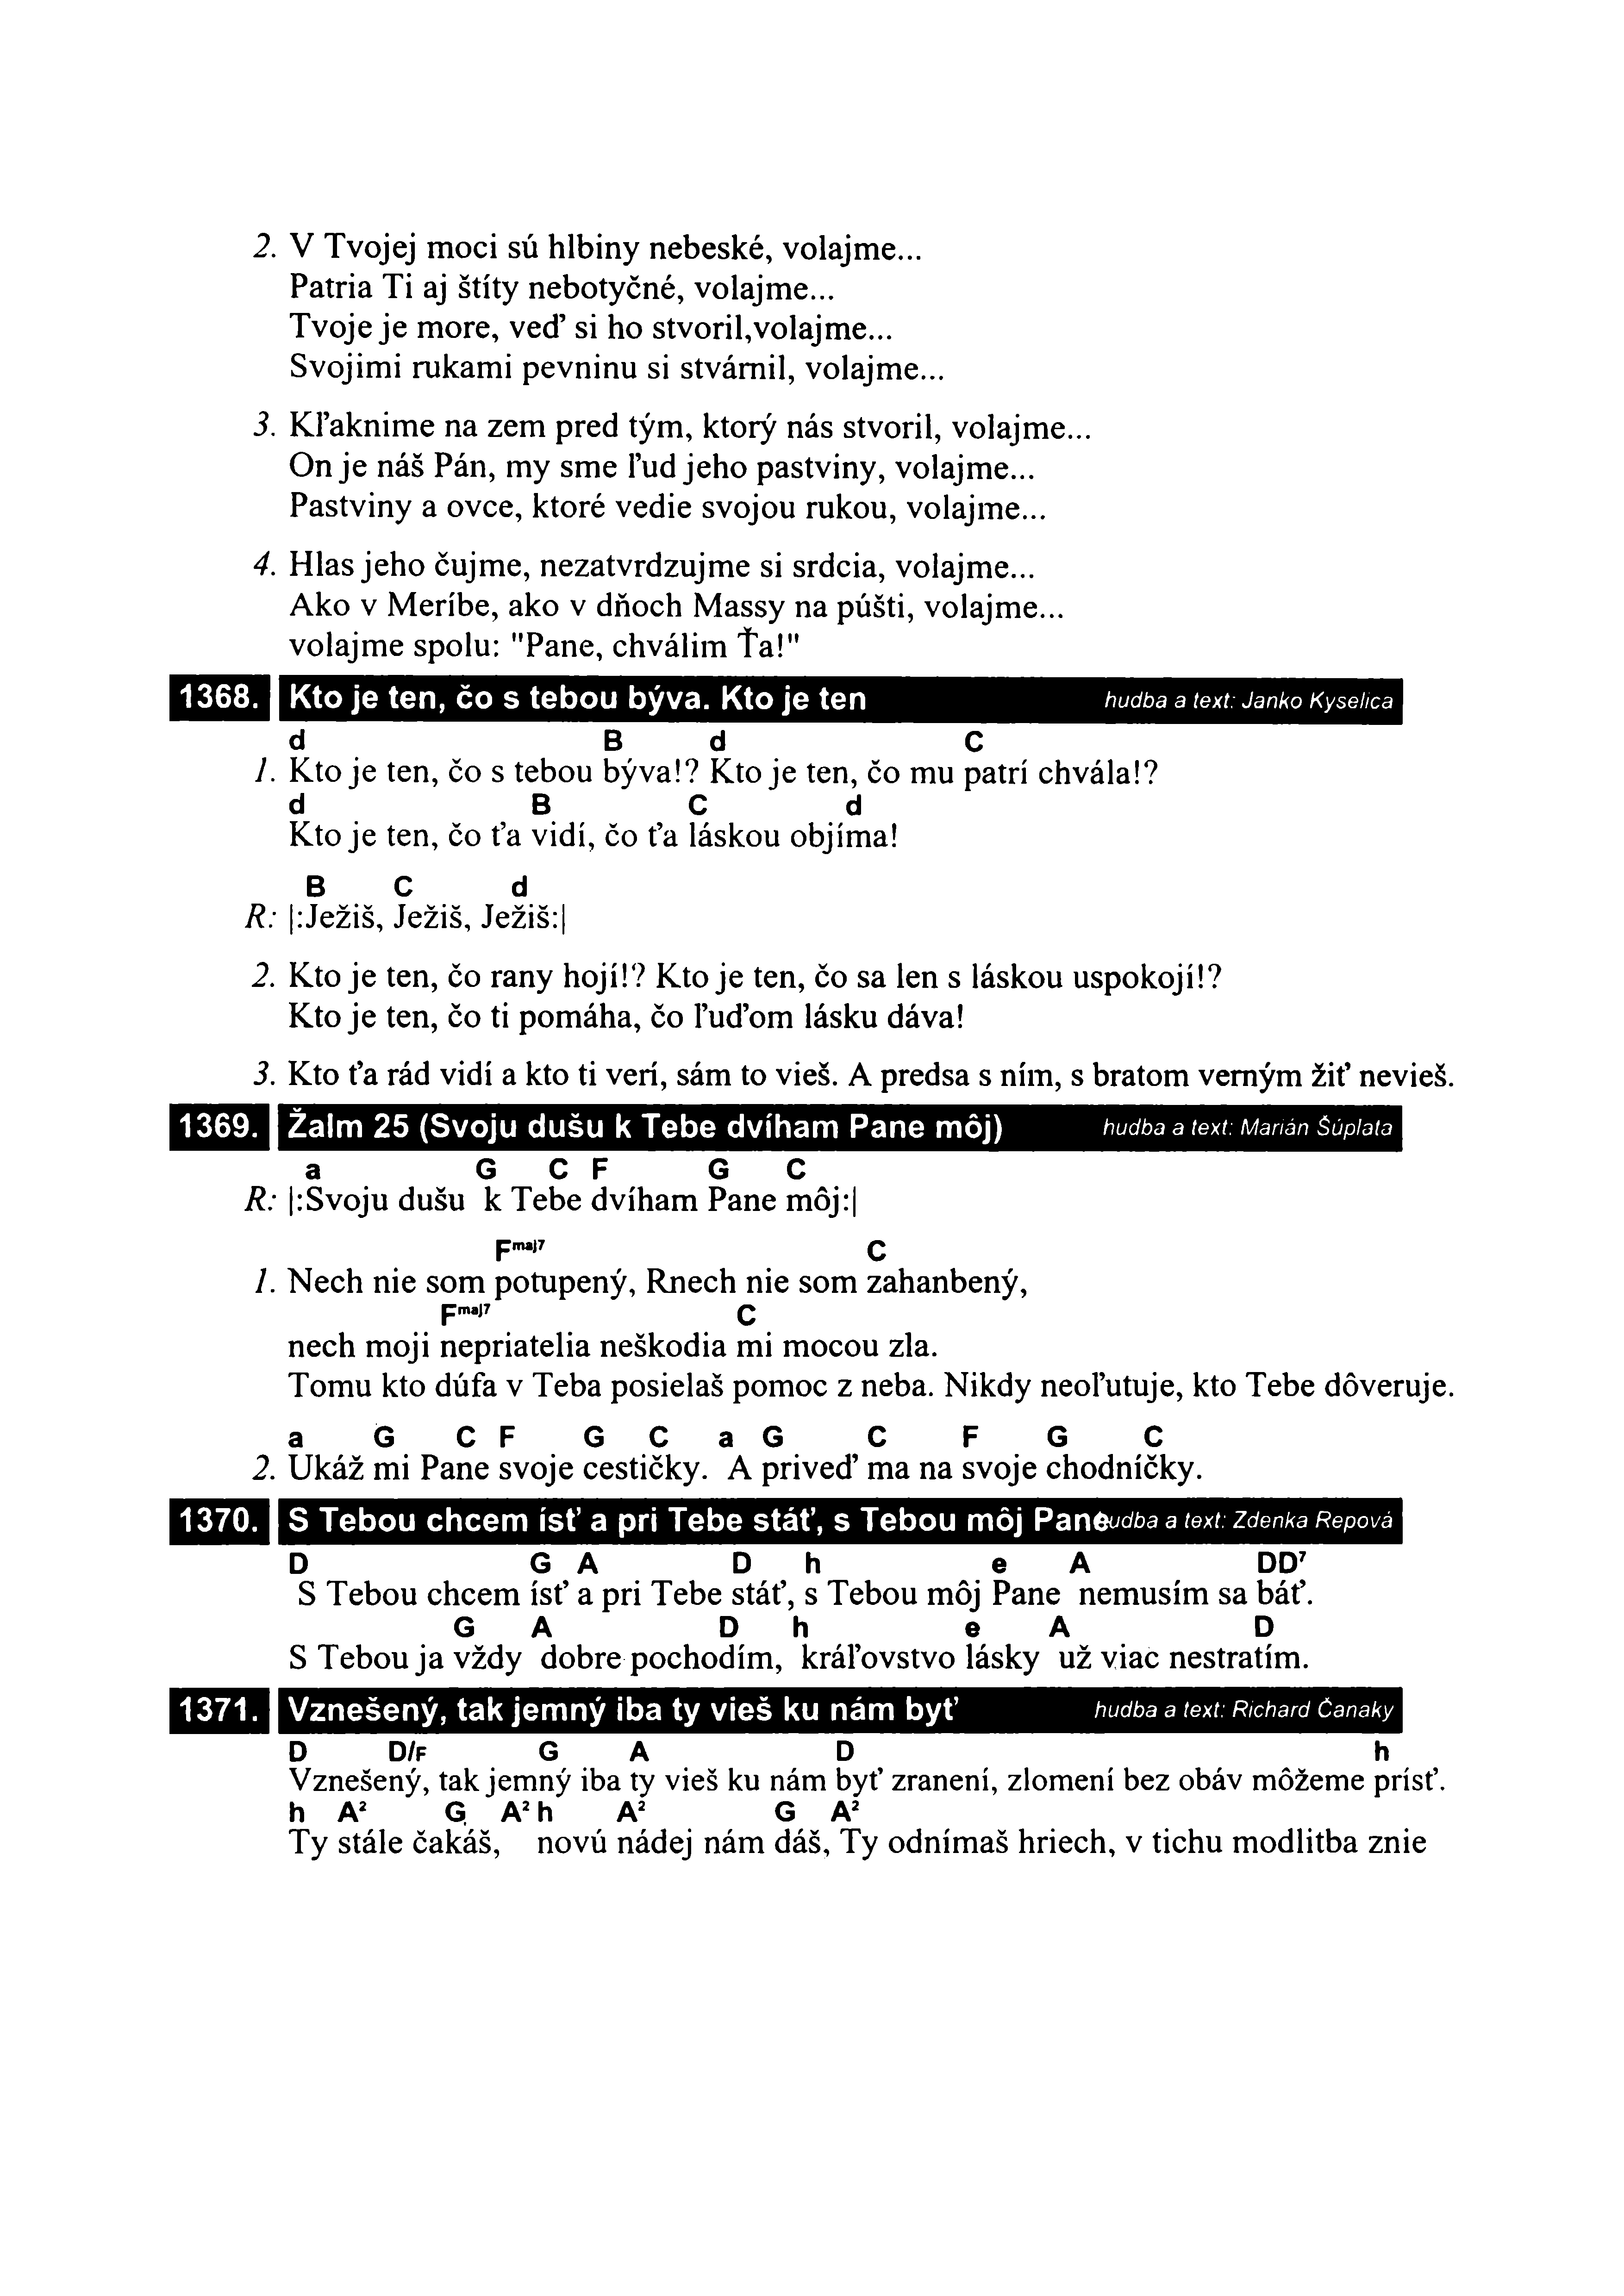 2. V Tvojej moci sú hlbiny nebeské, volajme...
Patria Ti aj štíty nebotyčné, volajme...
Tvoje je more, veď si ho stvoril,volajme...
Svojimi rukami pevninu si stvárnil, volajme...
3. Kľaknime na zem pred tým, ktorý nás stvoril, volajme...
On je náš Pán, my sme ľud jeho pastviny, volajme...
Pastviny a ovce, ktoré vedie svojou rukou, volajme...
4. Hlas jeho čujme, nezatvrdzujme si srdcia, volajme...
Ako v Meríbe, ako v dňoch Massy na púšti, volajme...
volajme spolu: "Pane, chválim Ťa!"
1368. Kto je ten, čo s tebou býva. Kto je ten hudba a text: Janko Kyselica
d B d C
1. Kto je ten, čo s tebou býva!? Kto je ten, čo mu patrí chvála!?
d B C d
Kto je ten, čo ťa vidí, čo ťa láskou objíma!
B C d
R: |:Ježiš, Ježiš, Ježiš:|
2. Kto je ten, čo rany hojí!? Kto je ten, čo sa len s láskou uspokojí!?
Kto je ten, čo ti pomáha, čo ľuďom lásku dáva!
3. Kto ťa rád vidí a kto ti verí, sám to vieš. A predsa s ním, s bratom verným žiť nevieš.
1369. Žalm 25 (Svoju dušu k Tebe dvíham Pane môj) hudba a text: Marián Šúplata
a G C F G C
R: |:Svoju dušu k Tebe dvíham Pane môj:|
Fmaj7 C
1. Nech nie som potupený, Rnech nie som zahanbený,
Fmaj7 C
nech moji nepriatelia neškodia mi mocou zla.
Tomu kto dúfa v Teba posielaš pomoc z neba. Nikdy neoľutuje, kto Tebe dôveruje.
a G C F G C a G C F G C
2. Ukáž mi Pane svoje cestičky. A priveď ma na svoje chodníčky.
1370. S Tebou chcem ísť a pri Tebe stáť, s Tebou môj Pane hudba a text: Zdenka Repová
D G A D h e A DD7
S Tebou chcem ísť a pri Tebe stáť, s Tebou môj Pane nemusím sa báť.
G A D h e A D
S Tebou ja vždy dobre pochodím, kráľovstvo lásky už viac nestratím.
1371. Vznešený, tak jemný iba ty vieš ku nám byť hudba a text: Richard Čanaky
D D/F G A D h
Vznešený, tak jemný iba ty vieš ku nám byť zranení, zlomení bez obáv môžeme prísť.
h A2 G A2 h A2 G A2
Ty stále čakáš, novú nádej nám dáš, Ty odnímaš hriech, v tichu modlitba znie